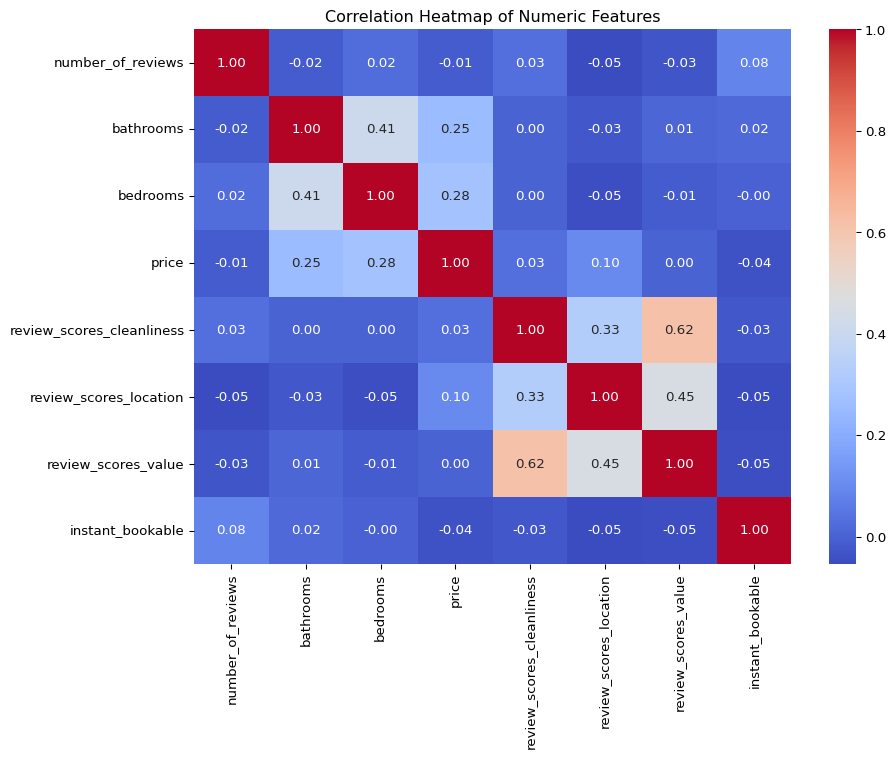 Correlation Heatmap of Numeric Features
number_of_reviews 1.00 -0.02 0.02 -0.01 0.03 -0.05 -0.03 0.08
bathrooms -0.02 1.00 0.41 0.25 0.00 -0.03 0.01 0.02
bedrooms 0.02 0.41 1.00 0.28 0.00 -0.05 -0.01 -0.00
price -0.01 0.25 0.28 1.00 0.03 0.10 0.00 -0.04
review_scores_cleanliness 0.03 0.00 0.00 0.03 1.00 0.33 0.62 -0.03
review_scores_location -0.05 -0.03 -0.05 0.10 0.33 1.00 0.45 -0.05
review_scores_value -0.03 0.01 -0.01 0.00 0.62 0.45 1.00 -0.05
instant_bookable 0.08 0.02 -0.00 -0.04 -0.03 -0.05 -0.05 1.00
number_of_reviews
bathrooms
bedrooms
price
review_scores_cleanliness
review_scores_location
review_scores_value
instant_bookable
1.0
0.8
0.6
0.4
0.2
0.0